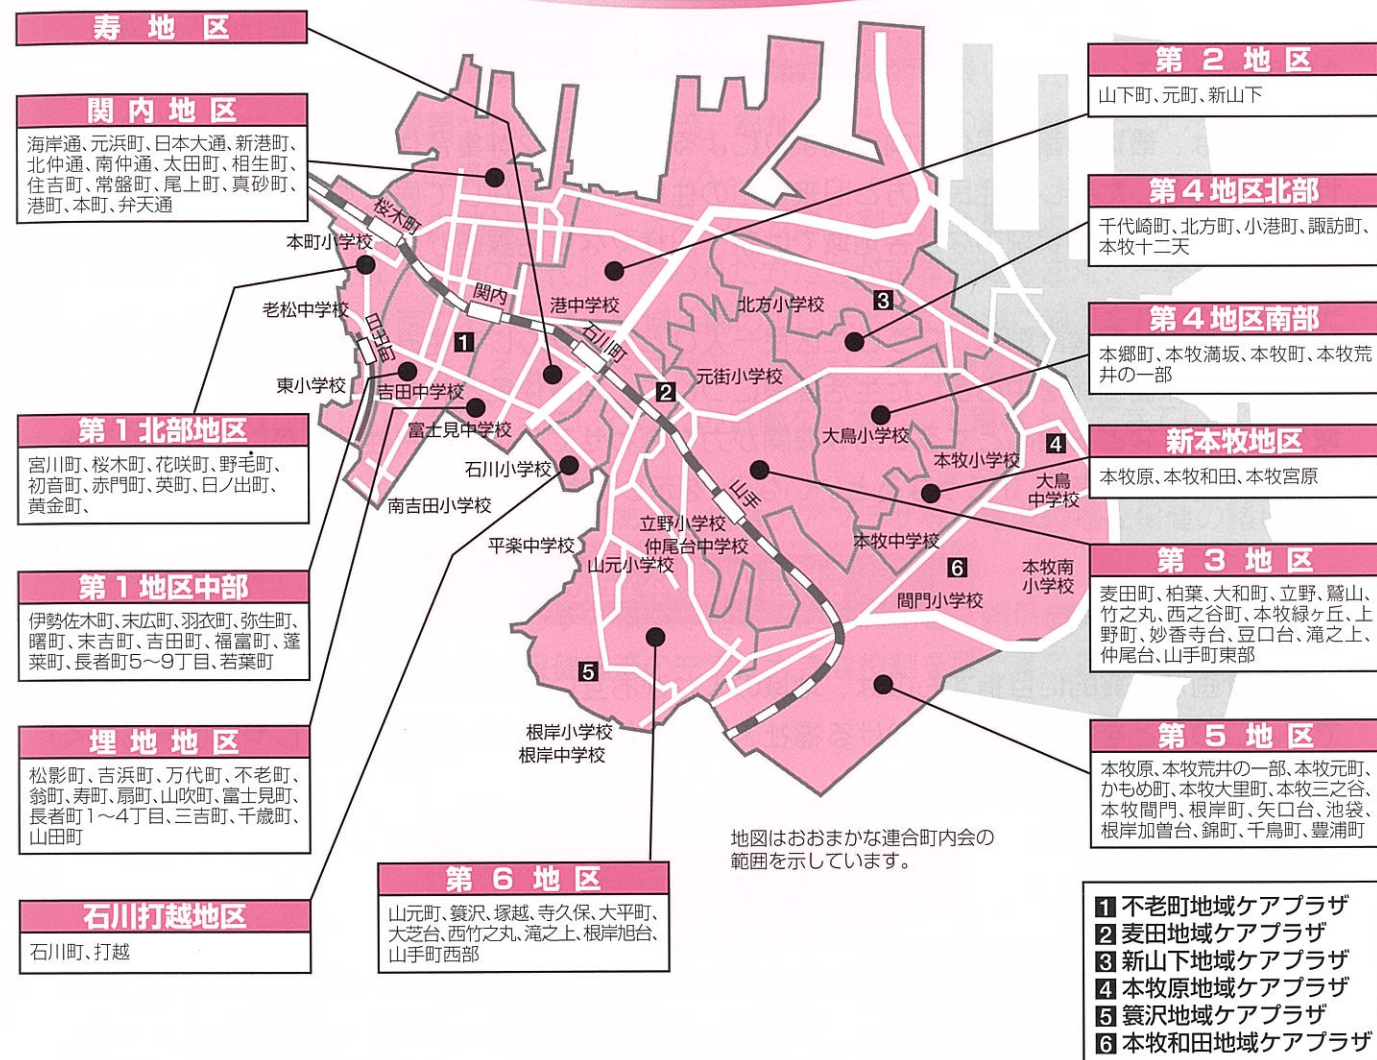 寿地区
関内地区
海岸通、元浜町、日本大通、新港町、
北仲通、南仲通、太田町、相生町、
住吉町、常盤町、尾上町、真砂町、
港町、本町、弁天通
第1北部地区
宮川町、桜木町、花咲町、野毛町、
初音町、赤門町、英町、日ノ出町、
黄金町、
第1地区中部
伊勢佐木町、末広町、羽衣町、弥生町、
曙町、末吉町、吉田町、福富町、蓬
莱町、長者町5～9丁目、若葉町
埋地地区
松影町、吉浜町、万代町、不老町、
翁町、寿町、扇町、山吹町、富士見町、
長者町1～4丁目、三吉町、千歳町、
山田町
石川打越地区
石川町、打越
第6地区
山元町、簑沢、塚越、寺久保、大平町、
大芝台、西竹之丸、滝之上、根岸旭台、
山手町西部
桜木町
本町小学校
老松中学校
日ノ出町
東小学校
関内
1
吉田中学校
富士見中学校
石川小学校
南吉田小学校
港中学校
石川町
2
元街小学校
北方小学校
3
大鳥小学校
本牧小学校
4
大鳥
中学校
山手
立野小学校
仲尾台中学校
平楽中学校
山元小学校
本牧中学校
6
間門小学校
本牧南
小学校
5
根岸小学校
根岸中学校
地図はおおまかな連合町内会の
範囲を示しています。
第2地区
山下町、元町、新山下
第4地区北部
千代崎町、北方町、小港町、諏訪町、
本牧十二天
第4地区南部
本郷町、本牧満坂、本牧町、本牧荒
井の一部
新本牧地区
本牧原、本牧和田、本牧宮原
第3地区
麦田町、柏葉、大和町、立野、鷺山、
竹之丸、西之谷町、本牧緑ヶ丘、上
野町、妙香寺台、豆口台、滝之上、
仲尾台、山手町東部
第5地区
本牧原、本牧荒井の一部、本牧元町、
かもめ町、本牧大里町、本牧三之谷、
本牧間門、根岸町、矢口台、池袋、
根岸加曽台、錦町、千鳥町、豊浦町
1 不老町地域ケアプラザ
2 麦田地域ケアプラザ
3 新山下地域ケアプラザ
4 本牧原地域ケアプラザ
5 簑沢地域ケアプラザ
6 本牧和田地域ケアプラザ